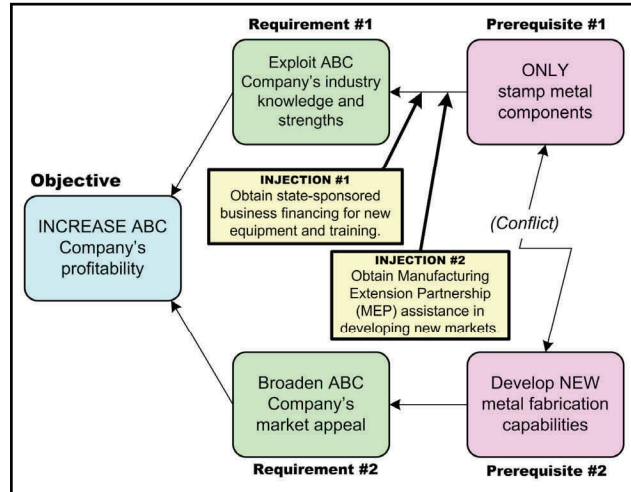 Requirement #1
Prerequisite #1
Exploit ABC
Company's industry
knowledge and
strengths
ONLY
stamp metal
components
INJECTION #1
Obtain state-sponsored
business financing for new
equipment and training.
Objective
INCREASE ABC
Company's
profitability
(Conflict)
INJECTION #2
Obtain Manufacturing
Extension Partnership
(MEP) assistance in
developing new markets
Broaden ABC
Company's
market appeal
Develop NEW
metal fabrication
capabilities
Requirement #2
Prerequisite #2